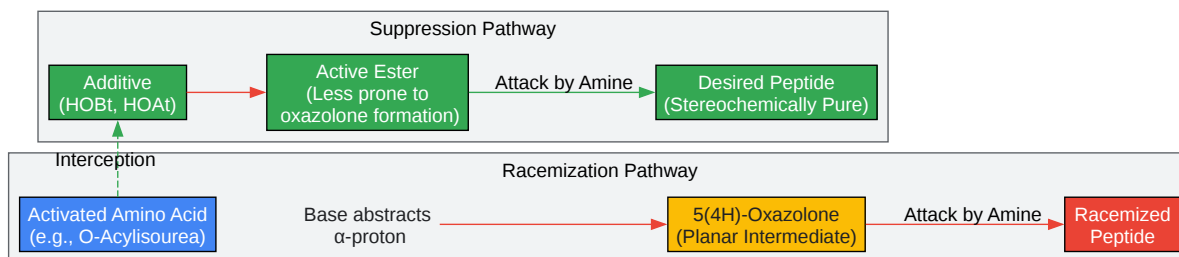 Suppression Pathway
Additive
(HOBt, HOAt)
Active Ester
(Less prone to
oxazolone formation)
Attack by Amine
Desired Peptide
(Stereochemically Pure)
Interception
Racemization Pathway
Activated Amino Acid
(e.g., O-Acylisourea)
Base abstracts
α-proton
5(4H)-Oxazolone
(Planar Intermediate)
Attack by Amine
Racemized
Peptide